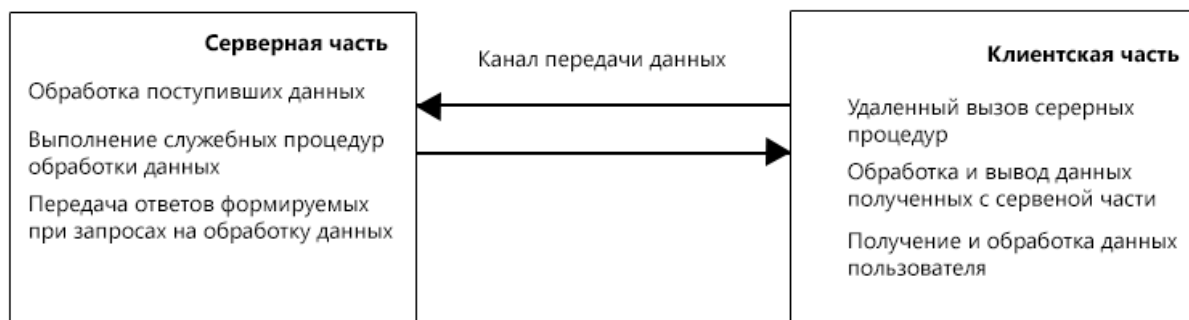 Серверная часть
Обработка поступивших данных
Выполнение служебных процедур
обработки данных
Передача ответов формируемых
при запросах на обработку данных
Канал передачи данных
Клиентская часть
Удаленный вызов серерных
процедур
Обработка и вывод данных
полученных с сервеной части
Получение и обработка данных
пользователя